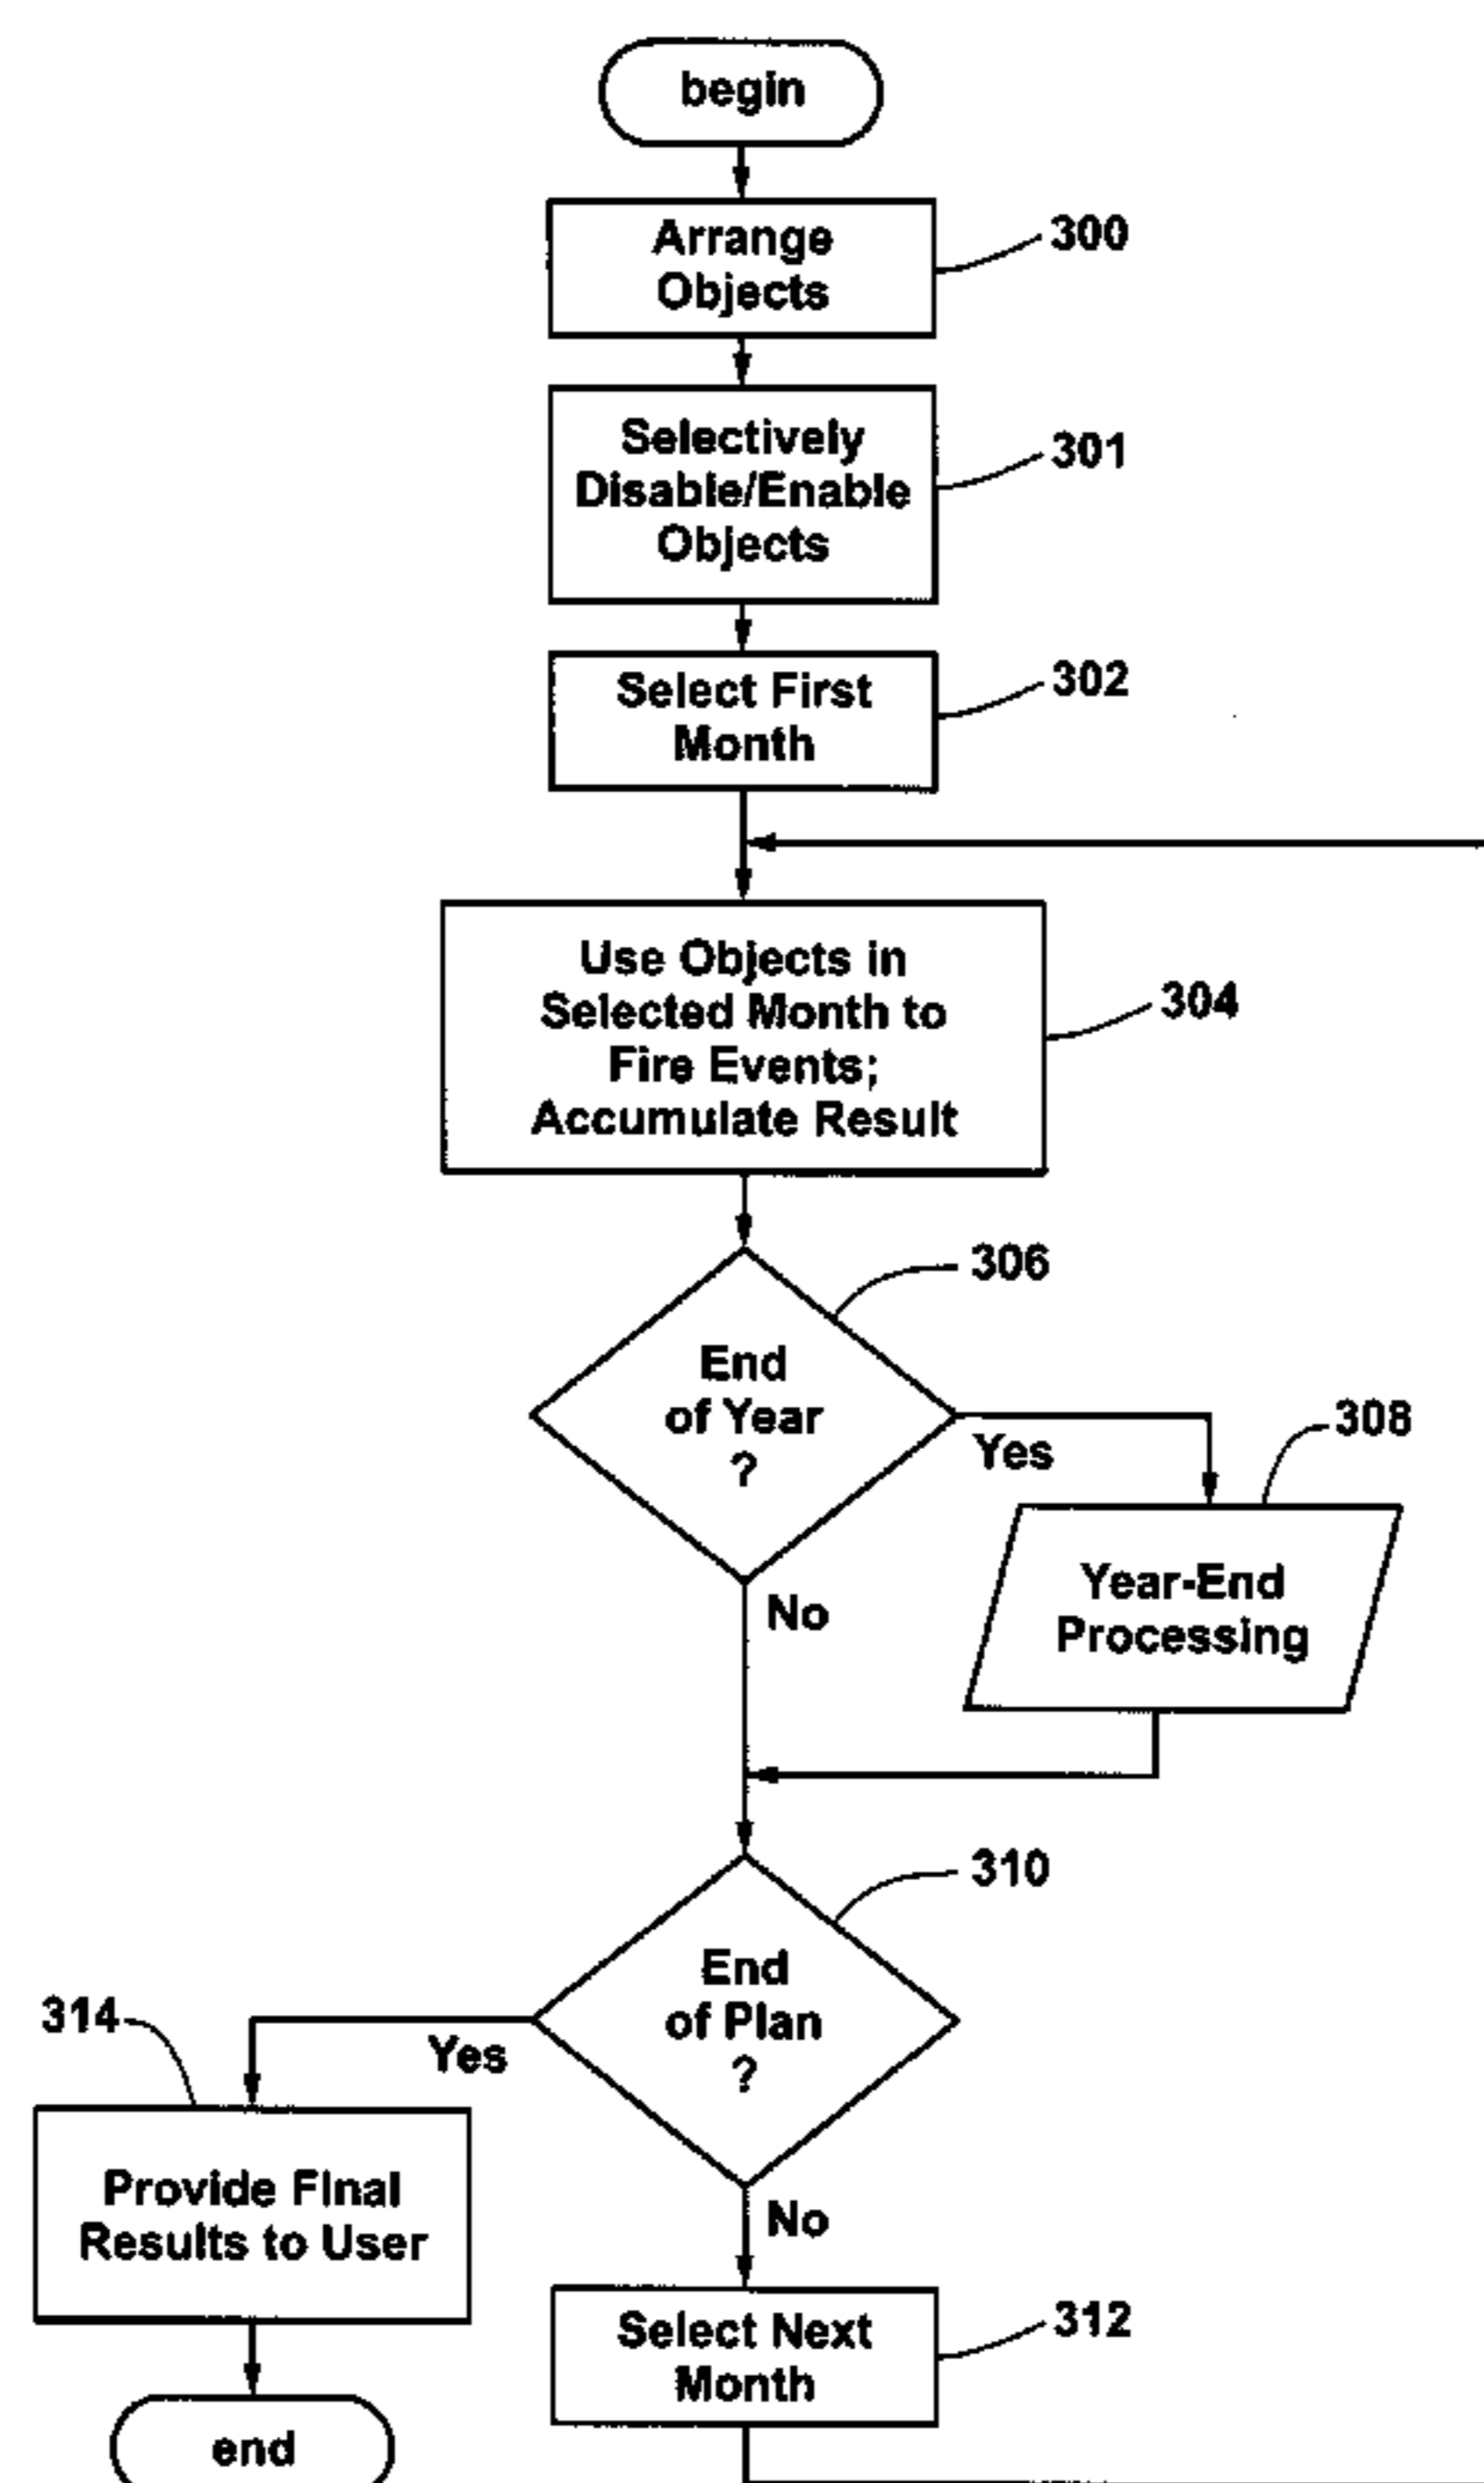 begin
Arrange
Objects
300
Selectively
Disable/Enable
Objects
301
Select First
Month
302
Use Objects in
Selected Month to
Fire Events;
Accumulate Result
304
306
End
of Year
?
Yes
308
No
Year-End
Processing
310
End
of Plan
?
314
Yes
Provide Final
Results to User
No
Select Next
Month
312
end